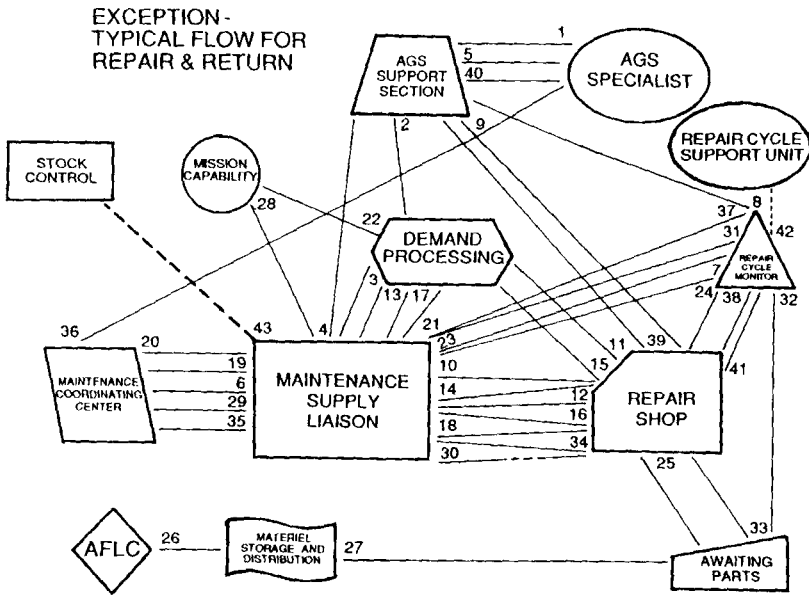 EXCEPTION -
TYPICAL FLOW FOR
REPAIR & RETURN
1
AGS
SUPPORT
SECTION
5
40
AGS
SPECIALIST
2
9
REPAIR CYCLE
SUPPORT UNIT
STOCK
CONTROL
MISSION
CAPABILITY
28
22
DEMAND
PROCESSING
37
8
31
42
REPAIR
CYCLE
MONITOR
3
13
17
7
24
38
32
36
20
43
4
21
23
11
39
19
10
15
41
MAINTENANCE
COORDINATING
CENTER
6
MAINTENANCE
SUPPLY
LIAISON
14
12
REPAIR
SHOP
29
16
35
18
34
30
25
33
AFLC
26
MATERIEL
STORAGE AND
DISTRIBUTION
27
AWAITING
PARTS